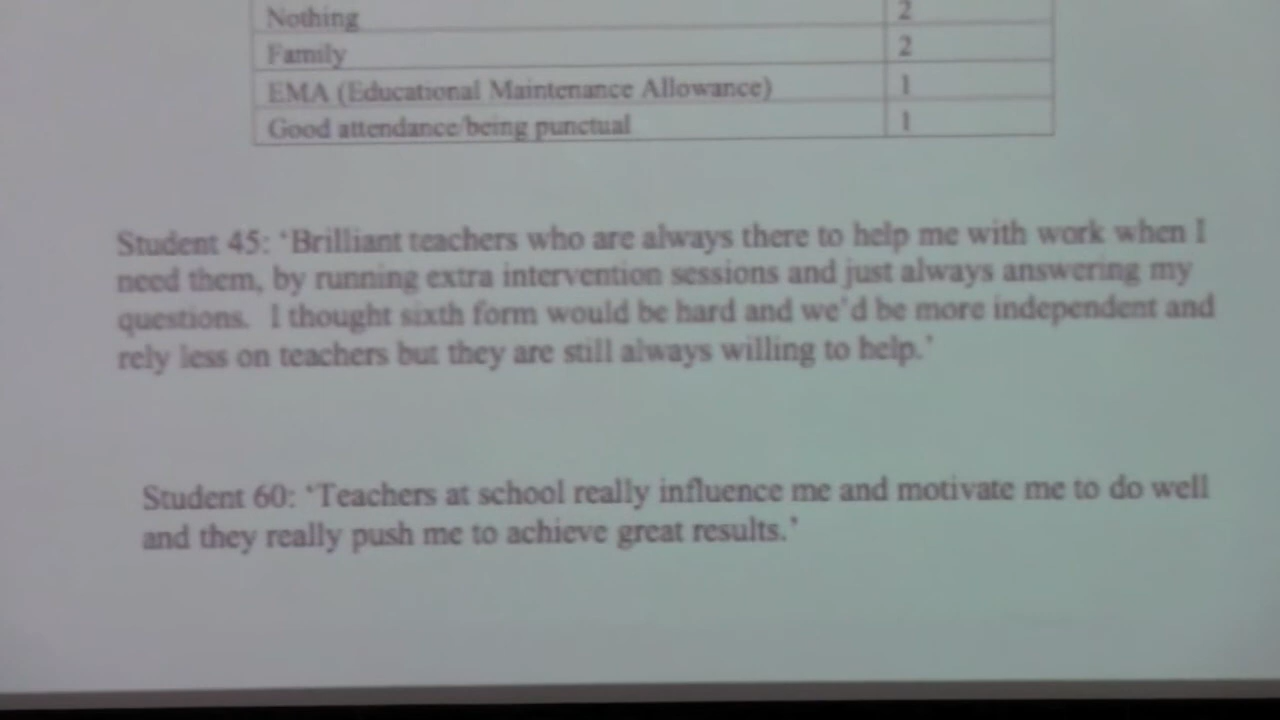 Nothing 2
Family 2
EMA (Educational Maintenance Allowance) 1
Good attendance/being punctual 1
Student 45: ‘Brilliant teachers who are always there to help me with work when I
need them, by running extra intervention sessions and just always answering my
questions. I thought sixth form would be hard and we’d be more independent and
rely less on teachers but they are still always willing to help.’
Student 60: ‘Teachers at school really influence me and motivate me to do well
and they really push me to achieve great results.’